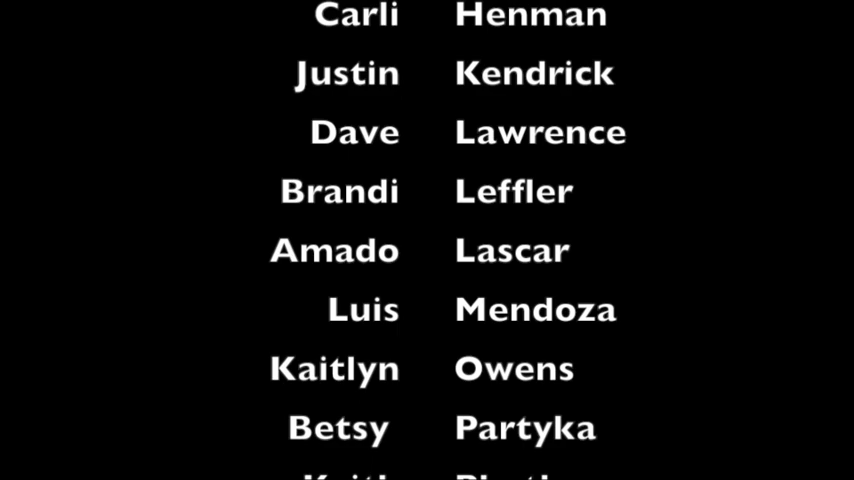 Carli Henman
Justin Kendrick
Dave Lawrence
Brandi Leffler
Amado Lascar
Luis Mendoza
Kaitlyn Owens
Betsy Partyka